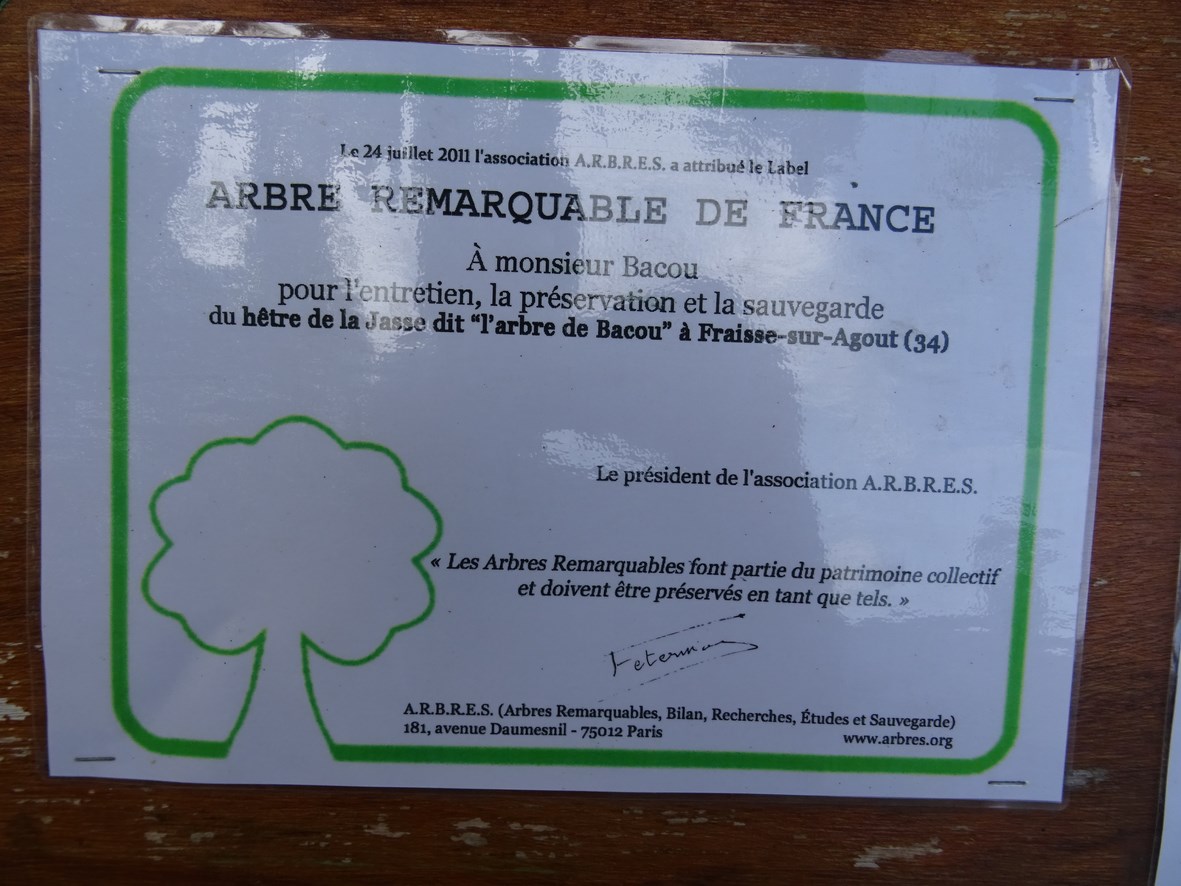 Le 24 juillet 2011 l'association A.R.B.R.E.S. a attribué le Label
ARBRE REMARQUABLE DE FRANCE
À monsieur Bacou
pour l'entretien, la préservation et la sauvegarde
du hêtre de la Jasse dit “l'arbre de Bacou” à Fraisse-sur-Agout (34)
Le président de l'association A.R.B.R.E.S.
« Les Arbres Remarquables font partie du patrimoine collectif
et doivent être préservés en tant que tels. »
A.R.B.R.E.S. (Arbres Remarquables, Bilan, Recherches, Études et Sauvegarde)
181, avenue Daumesnil - 75012 Paris
www.arbres.org